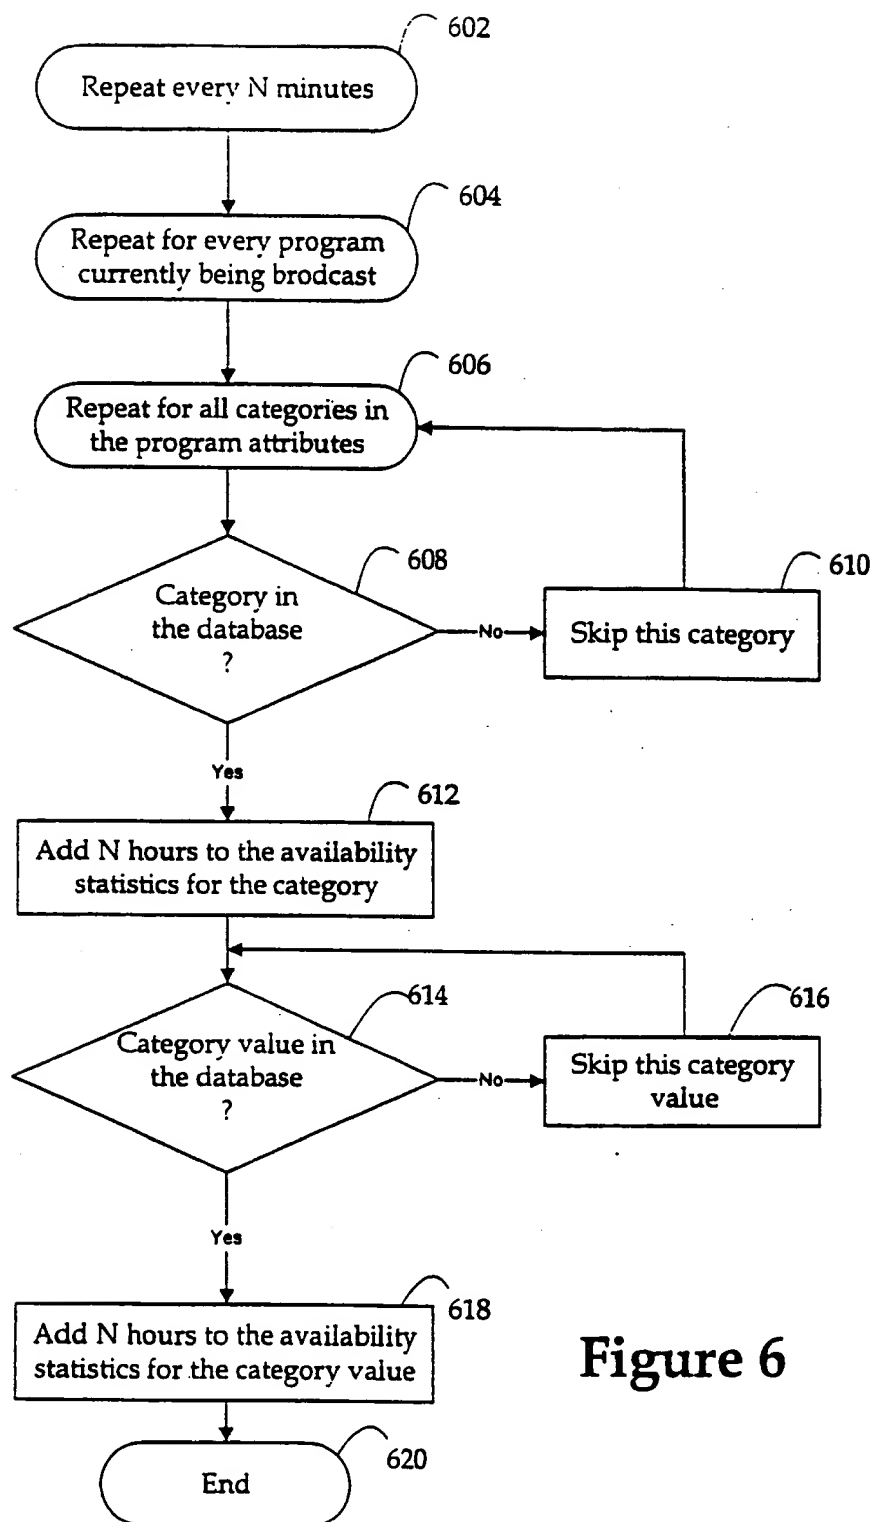 602
Repeat every N minutes
604
Repeat for every program
currently being brodcast
606
Repeat for all categories in
the program attributes
608
Category in
the database
?
No
610
Skip this category
Yes
612
Add N hours to the availability
statistics for the category
614
Category value in
the database
?
No
616
Skip this category
value
Yes
618
Add N hours to the availability
statistics for the category value
Figure 6
620
End